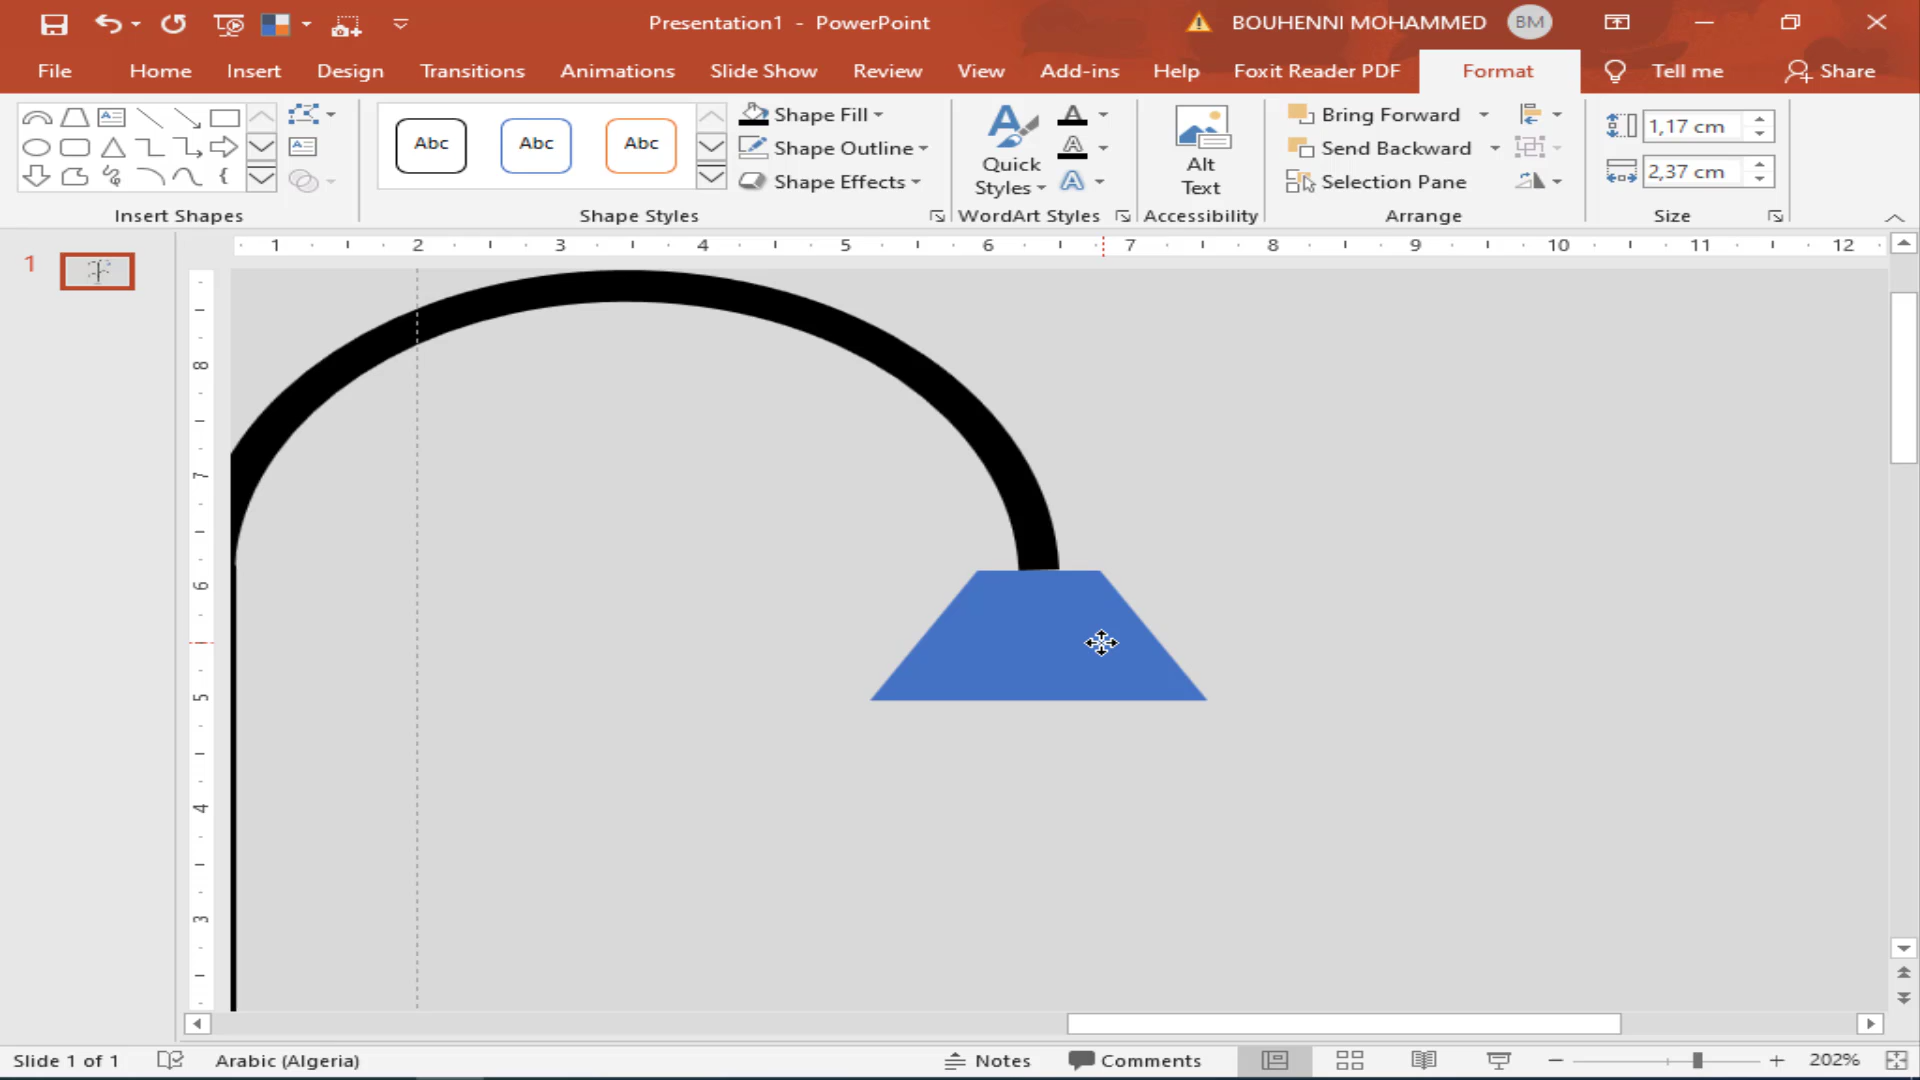 Presentation1 - PowerPoint
BOUHENNI MOHAMMED
BM
File Home Insert Design Transitions Animations Slide Show Review View Add-ins Help Foxit Reader PDF Format Tell me Share
Abc Abc Abc
Shape Fill
Shape Outline
Shape Effects
Quick Styles
Alt Text
Bring Forward
Send Backward
Selection Pane
1,17 cm
2,37 cm
Insert Shapes Shape Styles WordArt Styles Accessibility Arrange Size
1 2 3 4 5 6 7 8 9 10 11 12
1
8
7
6
5
4
3
Slide 1 of 1 Arabic (Algeria) Notes Comments 202%